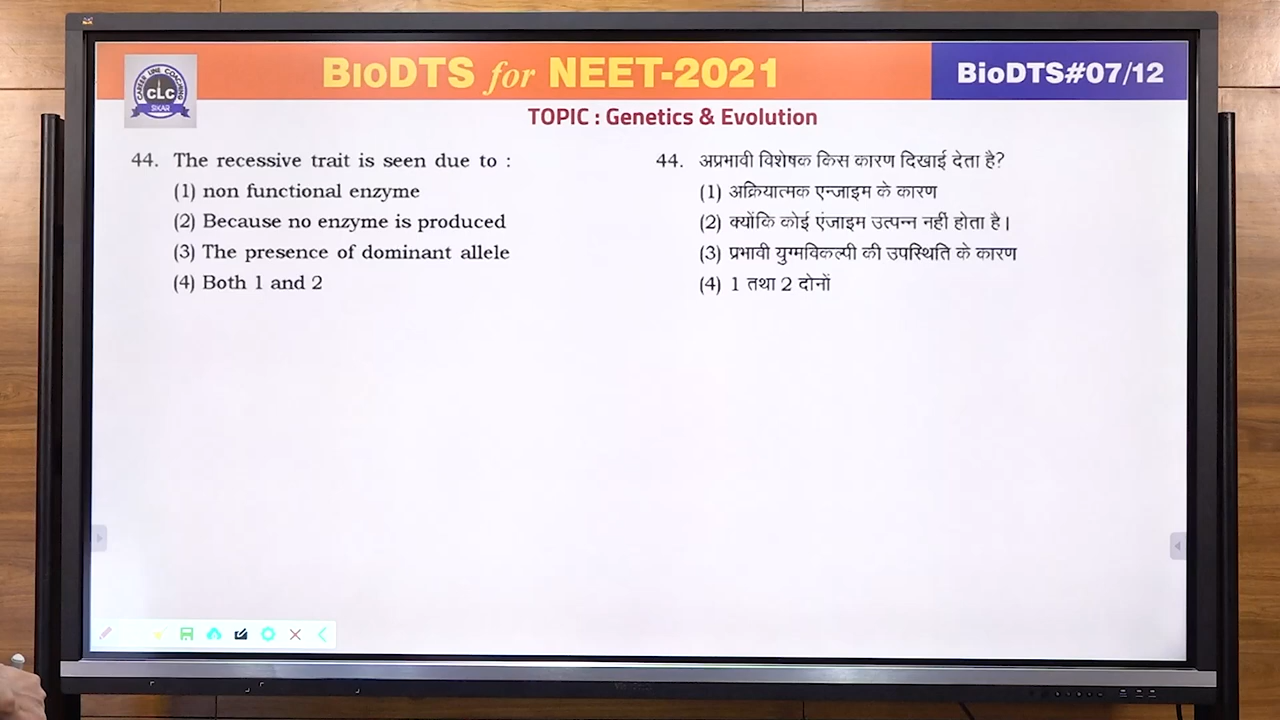 BIODTS for NEET-2021
BioDTS#07/12
CLC
SIKAR
TOPIC : Genetics & Evolution
44. The recessive trait is seen due to :
(1) non functional enzyme
(2) Because no enzyme is produced
(3) The presence of dominant allele
(4) Both 1 and 2
44. अप्रभावी विशेषक किस कारण दिखाई देता है?
(1) अक्रियात्मक एन्जाइम के कारण
(2) क्योंकि कोई एंजाइम उत्पन्न नहीं होता है।
(3) प्रभावी युग्मविकल्पी की उपस्थिति के कारण
(4) 1 तथा 2 दोनों